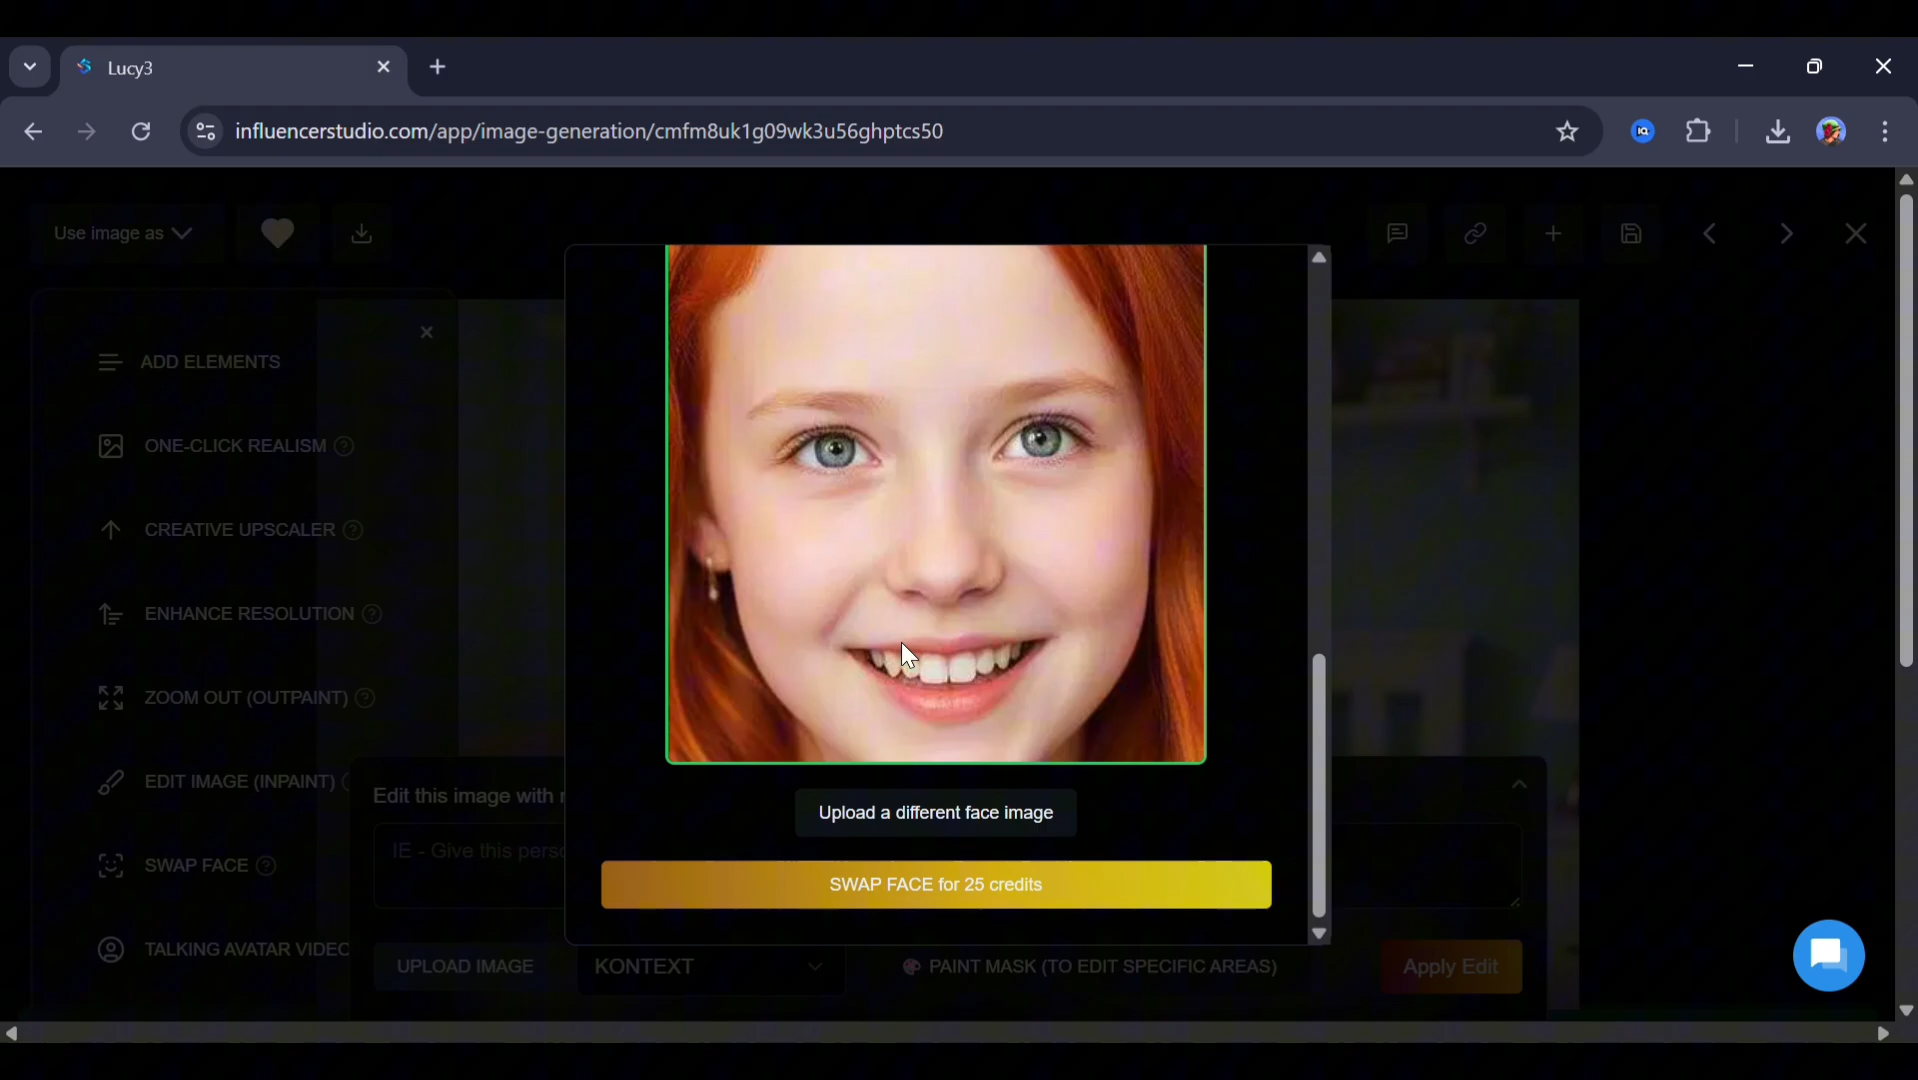 Lucy3
influencerstudio.com/app/image-generation/cmfm8uk1g09wk3u56ghptcs50
Use image as
ADD ELEMENTS
ONE-CLICK REALISM
CREATIVE UPSCALER
ENHANCE RESOLUTION
ZOOM OUT (OUTPAINT)
EDIT IMAGE (INPAINT)
SWAP FACE
TALKING AVATAR VIDEO
Upload a different face image
SWAP FACE for 25 credits
Edit this image with
IE - Give this
UPLOAD IMAGE
KONTEXT
PAINT MASK (TO EDIT SPECIFIC AREAS)
Apply Edit